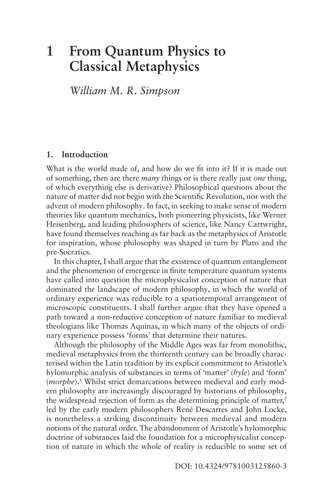 1 From Quantum Physics to
Classical Metaphysics
William M. R. Simpson
1. Introduction
What is the world made of, and how do we fit into it? If it is made out
of something, then are there many things or is there really just one thing,
of which everything else is derivative? Philosophical questions about the
nature of matter did not begin with the Scientific Revolution, nor with the
advent of modern philosophy. In fact, in seeking to make sense of modern
theories like quantum mechanics, both pioneering physicists, like Werner
Heisenberg, and leading philosophers of science, like Nancy Cartwright,
have found themselves reaching as far back as the metaphysics of Aristotle
for inspiration, whose philosophy was shaped in turn by Plato and the
pre-Socratics.
In this chapter, I shall argue that the existence of quantum entanglement
and the phenomenon of emergence in finite temperature quantum systems
have called into question the microphysicalist conception of nature that
dominated the landscape of modern philosophy, in which the world of
ordinary experience was reducible to a spatiotemporal arrangement of
microscopic constituents. I shall further argue that they have opened a
path toward a non-reductive conception of nature familiar to medieval
theologians like Thomas Aquinas, in which many of the objects of ordi-
nary experience possess ‘forms’ that determine their natures.
Although the philosophy of the Middle Ages was far from monolithic,
medieval metaphysics from the thirteenth century can be broadly charac-
terised within the Latin tradition by its explicit commitment to Aristotle’s
hylomorphic analysis of substances in terms of ‘matter’ (hyle) and ‘form’
(morphe).1 Whilst strict demarcations between medieval and early mod-
ern philosophy are increasingly discouraged by historians of philosophy,
the widespread rejection of form as the determining principle of matter,2
led by the early modern philosophers René Descartes and John Locke,
is nonetheless a striking discontinuity between medieval and modern
notions of the natural order. The abandonment of Aristotle’s hylomorphic
doctrine of substances laid the foundation for a microphysicalist concep-
tion of nature in which the whole of reality is reducible to some set of
DOI: 10.4324/9781003125860-3